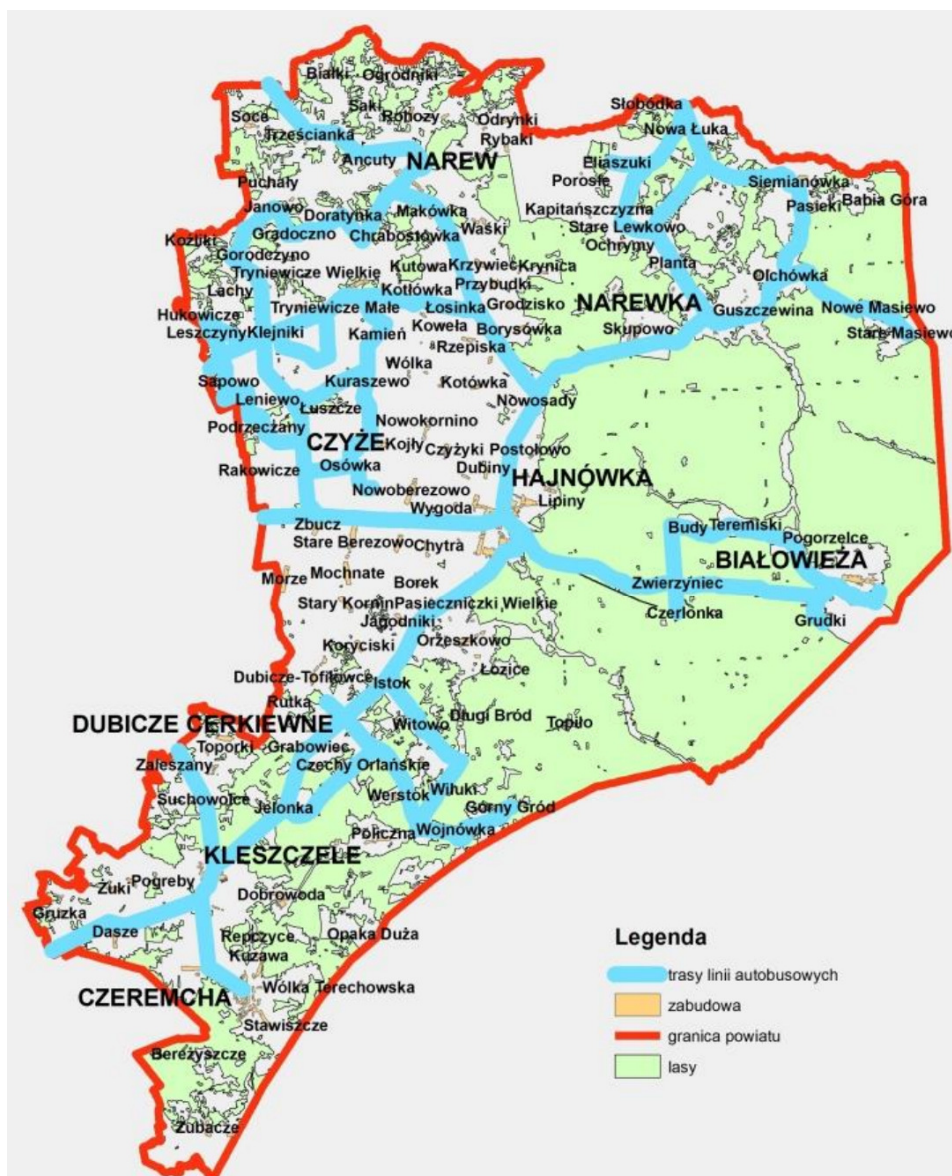 Białki
Ogrodniki
Słobódka
Soce
Saki
Rohozy
Odrynki
Nowa Łuka
Trześcianka
Rybaki
Ancuty
NAREW
Eliaszuki
Siemianówka
Puchały
Porosłe
Pasieki
Babia Góra
Janowo
Doratynka
Makówka
Kapitańszczyzna
Gradoczno
Chrabostówka
Waśki
Stare Lewkowo
Koźliki
Ochrymy
Gorodczyno
Tryniewicze Wielkie
Kutowa
Krzywiec
Krynica
Planta
Olchówka
Lachy
Kotłówka
Przybudki
Hukowicze
Tryniewicze Małe
Łosinka
Grodzisko
NAREWKA
Guszczewina
Nowe Masiewo
Leszczyny
Klejniki
Kamień
Koweła
Borysówka
Skupowo
Stare Masiewo
Rzepiska
Wólka
Sapowo
Kuraszewo
Kotówka
Leniewo
Nowosady
Łuszcze
Podrzeczany
Nowokornino
CZYŻE
Kojły
Czyżyki
Postołowo
Rakowicze
Osówka
Dubiny
HAJNÓWKA
Nowoberezowo
Lipiny
Wygoda
Zbucz
Budy
Teremiski
Stare Berezowo
Chytra
Pogorzelce
BIAŁOWIEŻA
Morze
Mochnate
Borek
Zwierzyniec
Stary Kornin
Pasieczniczki Wielkie
Czerlonka
Jagodniki
Grudki
Koryciski
Orzeszkowo
Dubicze-Tofiłowce
Istok
Łozice
Rutka
DUBICZE CERKIEWNE
Witowo
Długi Bród
Topiło
Toporki
Grabowiec
Zaleszany
Czechy Orlańskie
Suchowolce
Jelonka
Werstok
Wiluki
Górny Gród
Policzna
Wojnówka
KLESZCZELE
Żuki
Pogreby
Dobrowoda
Gruzka
Dasze
Repczyce
Opaka Duża
Kuzawa
Legenda
trasy linii autobusowych
CZEREMCHA
Wólka Terechowska
zabudowa
Stawiszcze
granica powiatu
Bereżyszcze
lasy
Zubacze